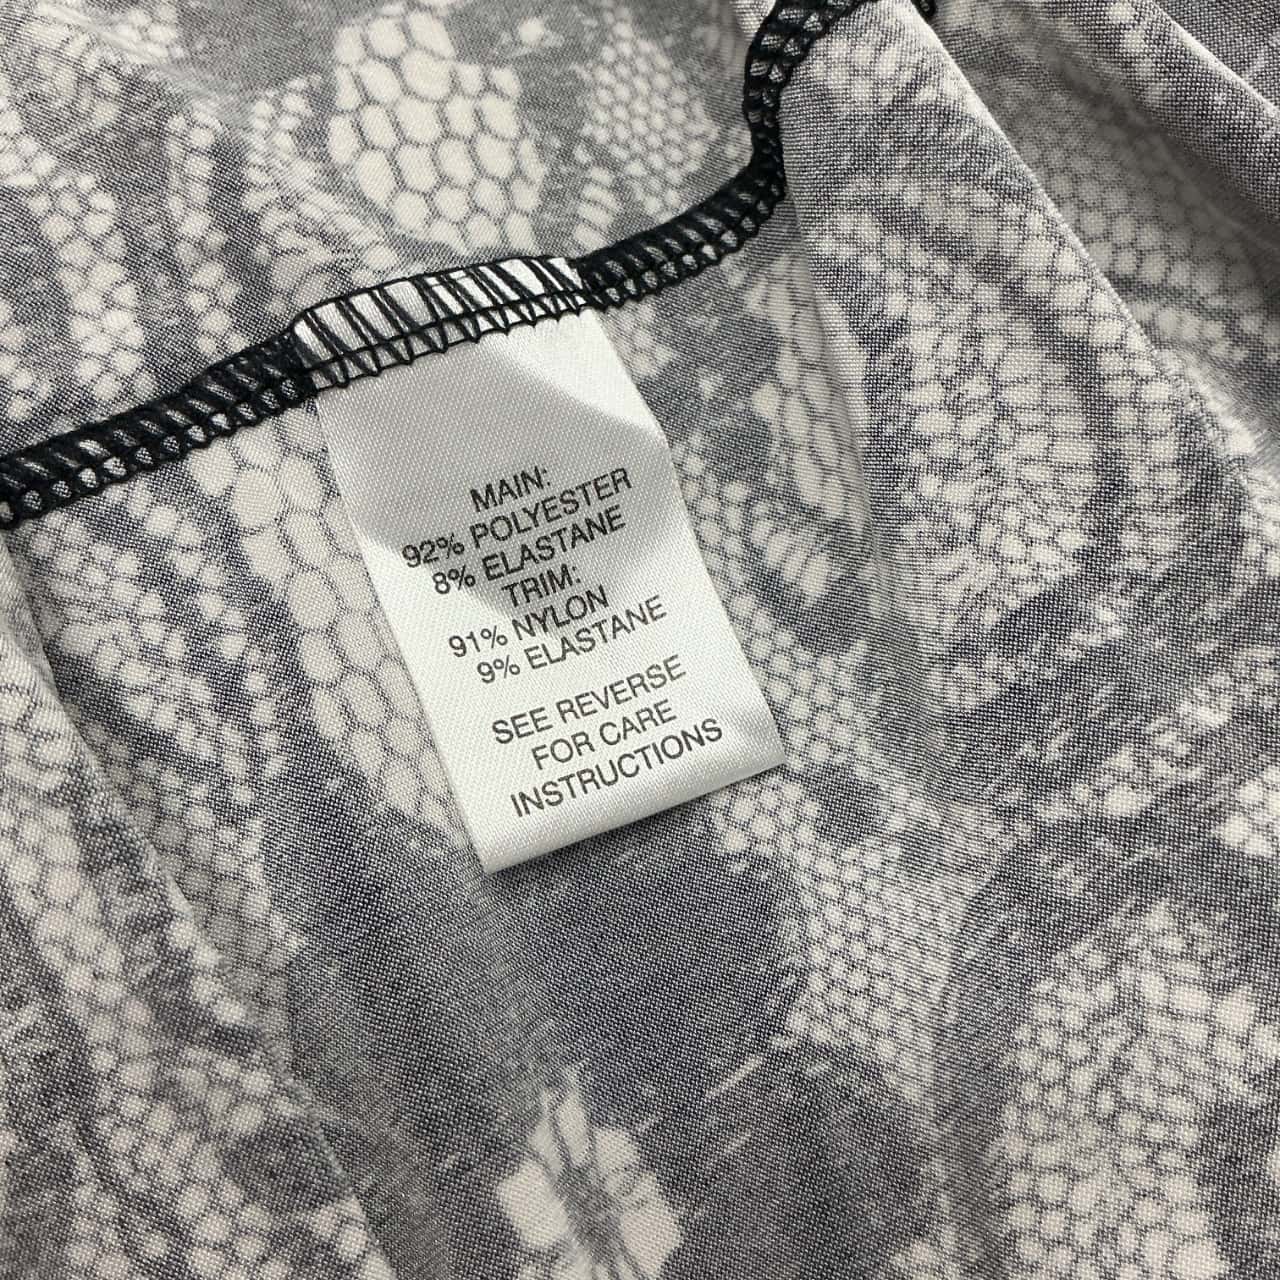 MAIN:
92% POLYESTER
8% ELASTANE
TRIM:
91% NYLON
9% ELASTANE
SEE REVERSE
FOR CARE
INSTRUCTIONS